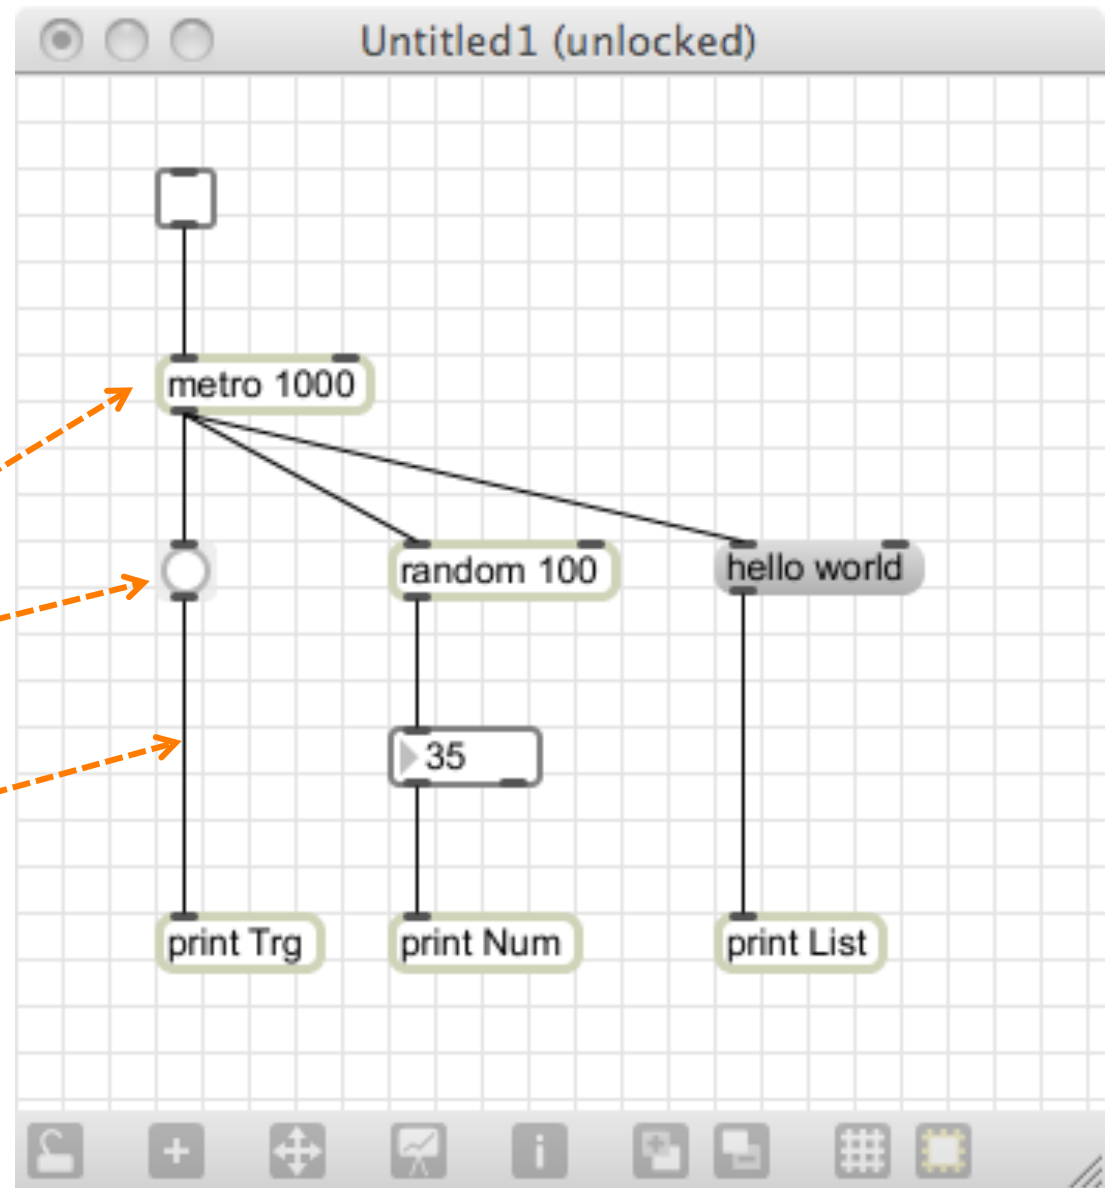 Untitled1 (unlocked)
metro 1000
random 100
hello world
35
print Trg
print Num
print List